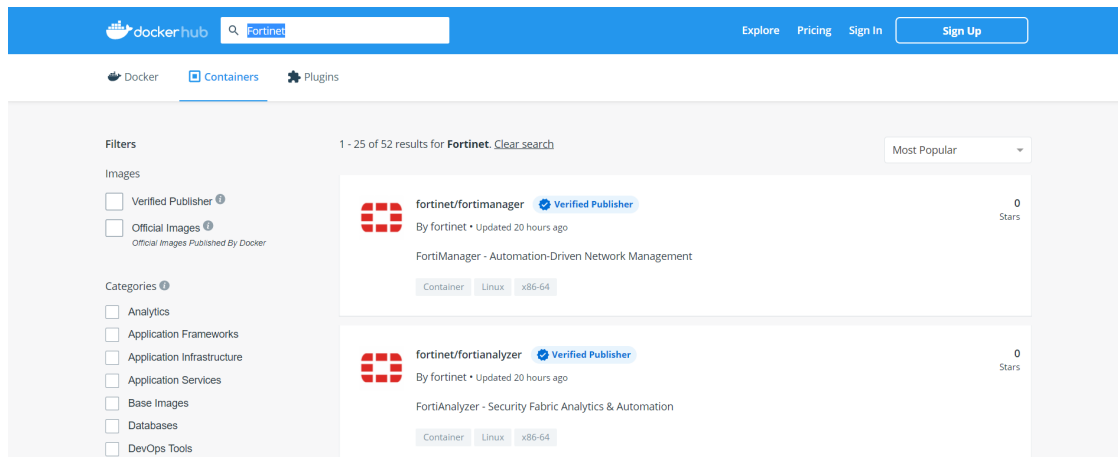 dockerhub Fortinet Explore Pricing Sign In Sign Up
Docker Containers Plugins
Filters
Images
Verified Publisher
Official Images
Official Images Published By Docker
Categories
Analytics
Application Frameworks
Application Infrastructure
Application Services
Base Images
Databases
DevOps Tools
1 - 25 of 52 results for Fortinet. Clear search
Most Popular
fortinet/fortimanager Verified Publisher
0
Stars
By fortinet • Updated 20 hours ago
FortiManager - Automation-Driven Network Management
Container Linux x86-64
fortinet/fortianalyzer Verified Publisher
0
Stars
By fortinet • Updated 20 hours ago
FortiAnalyzer - Security Fabric Analytics & Automation
Container Linux x86-64